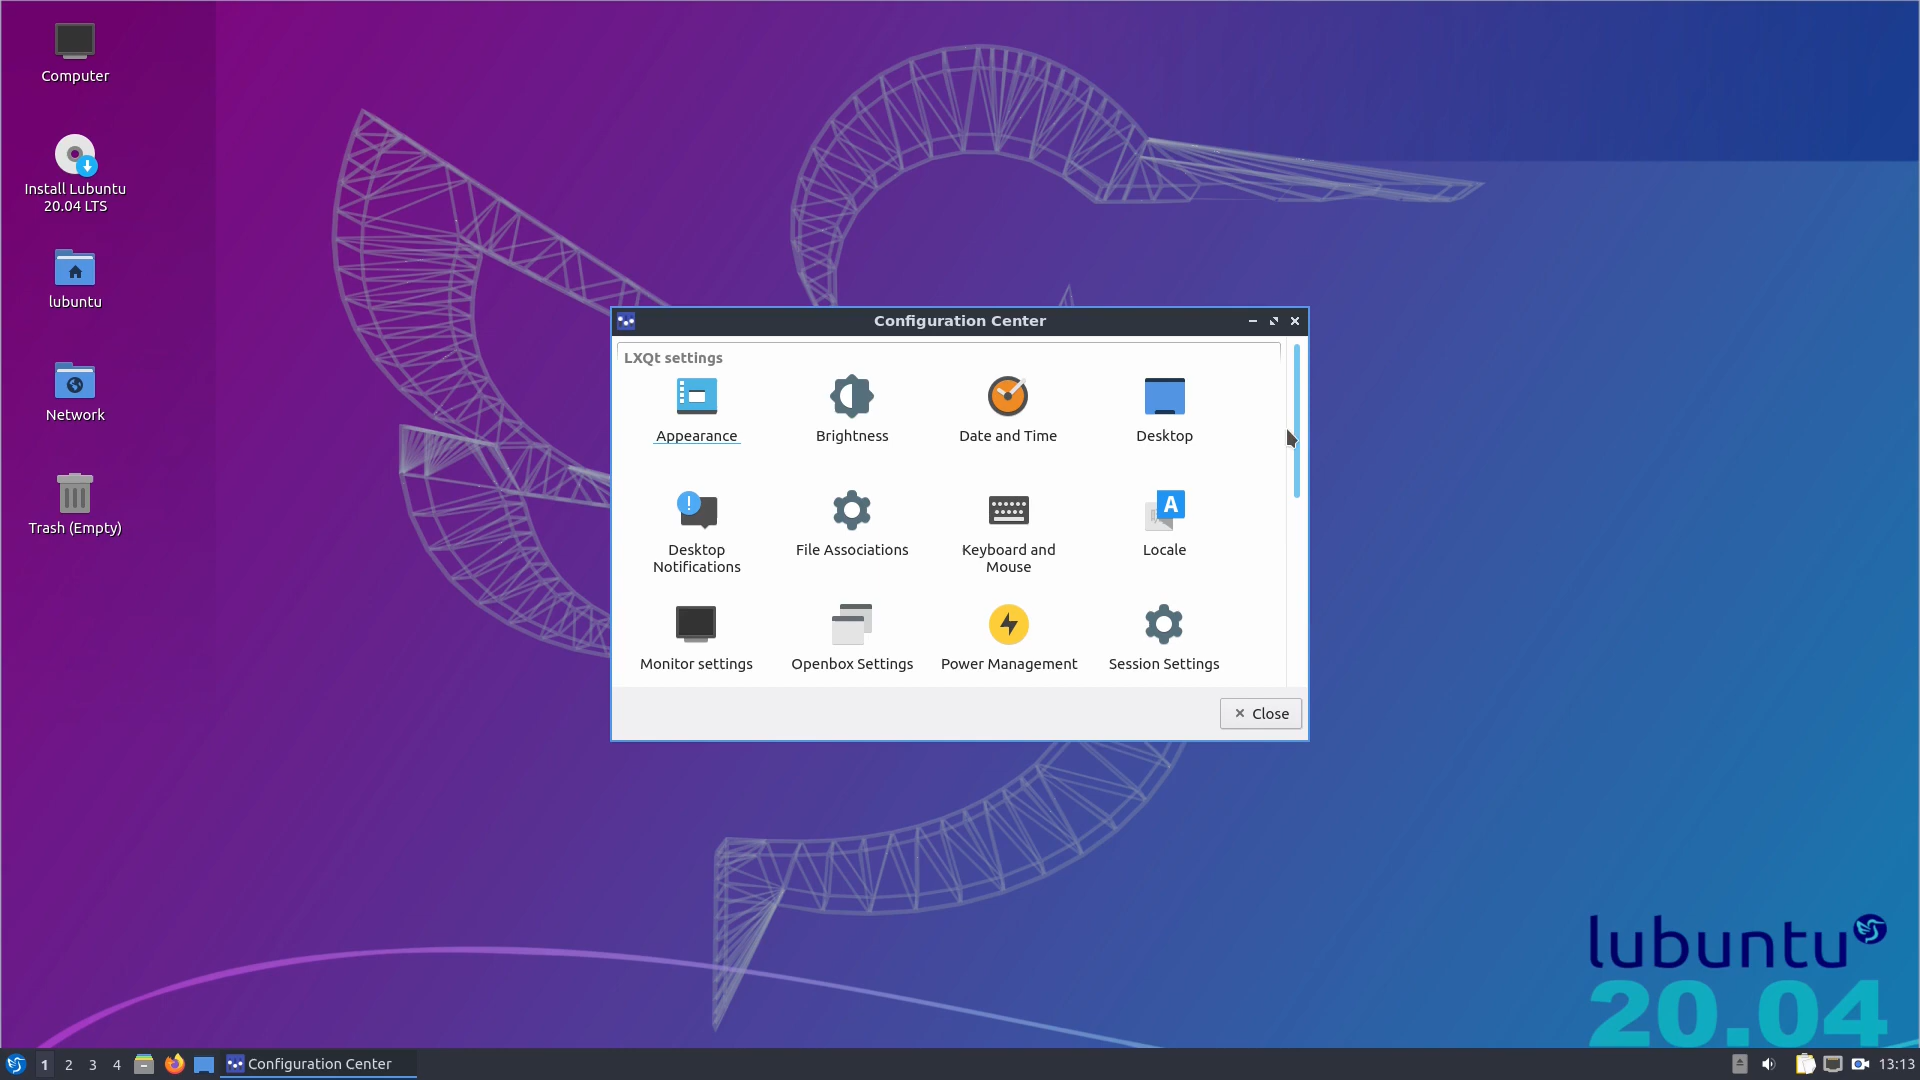 Computer
Install Lubuntu
20.04 LTS
lubuntu
Network
Trash (Empty)
Configuration Center
LXQt settings
Appearance
Brightness
Date and Time
Desktop
Desktop
Notifications
File Associations
Keyboard and
Mouse
A
Locale
Monitor settings
Openbox Settings
Power Management
Session Settings
Close
lubuntu
20.04
1 2 3 4
Configuration Center
13:13